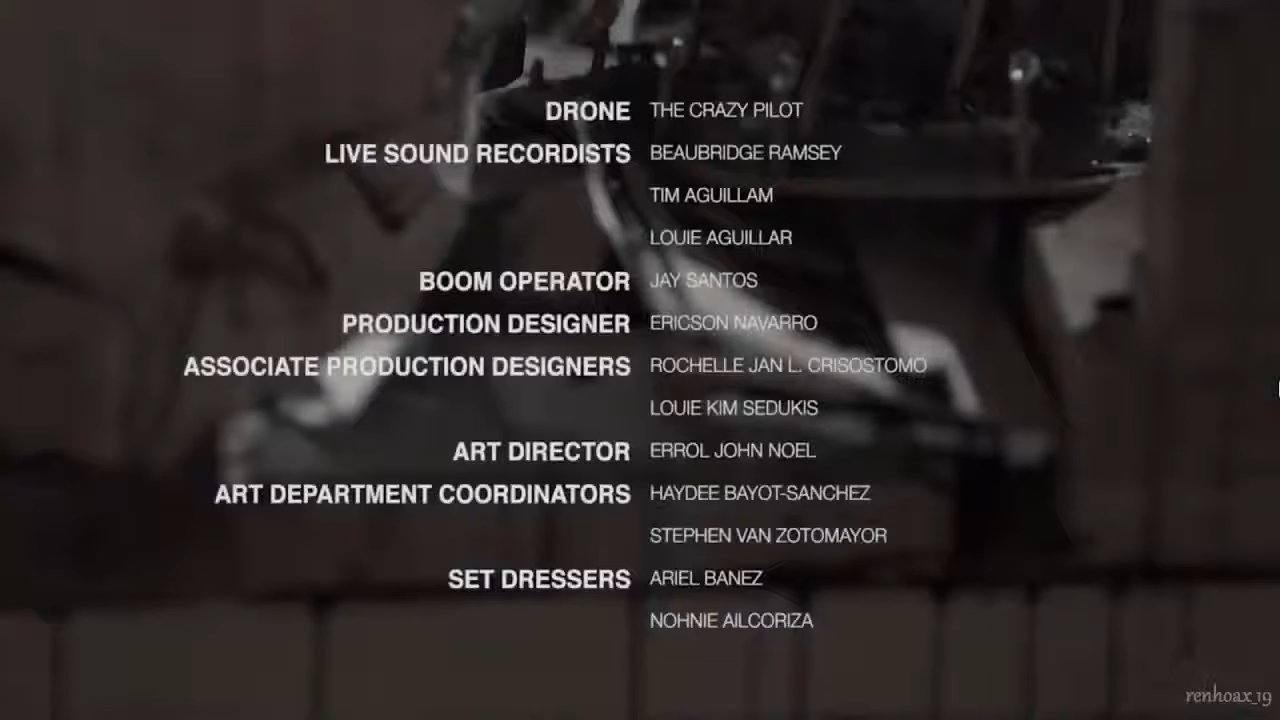 DRONE THE CRAZY PILOT
LIVE SOUND RECORDISTS BEAUBRIDGE RAMSEY
TIM AGUILLAM
LOUIE AGUILLAR
BOOM OPERATOR JAY SANTOS
PRODUCTION DESIGNER ERICSON NAVARRO
ASSOCIATE PRODUCTION DESIGNERS ROCHELLE JAN L. CRISOSTOMO
LOUIE KIM SEDUKIS
ART DIRECTOR ERROL JOHN NOEL
ART DEPARTMENT COORDINATORS HAYDEE BAYOT-SANCHEZ
STEPHEN VAN ZOTOMAYOR
SET DRESSERS ARIEL BANEZ
NOHNIE AILCORIZA
renhoax_19